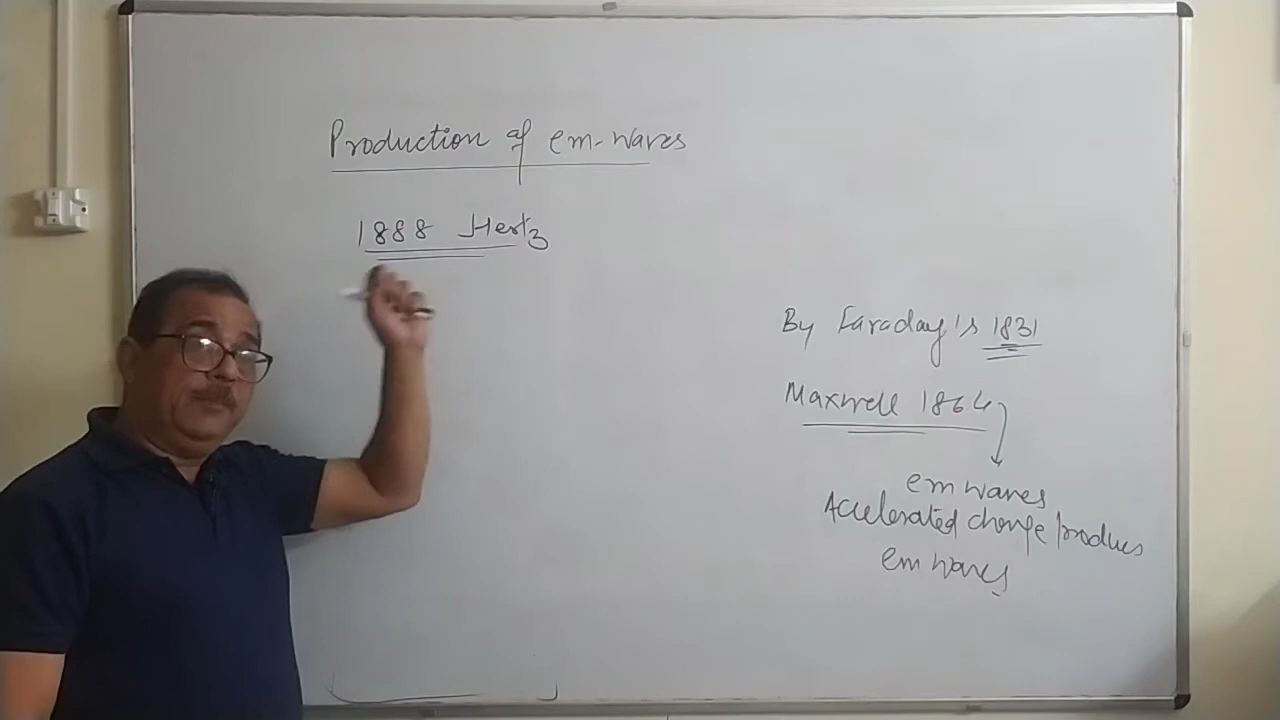 Production of em-waves
1888 Hertz
By Faraday's 1831
Maxwell 1864
em waves
Accelerated charge produces
em waves